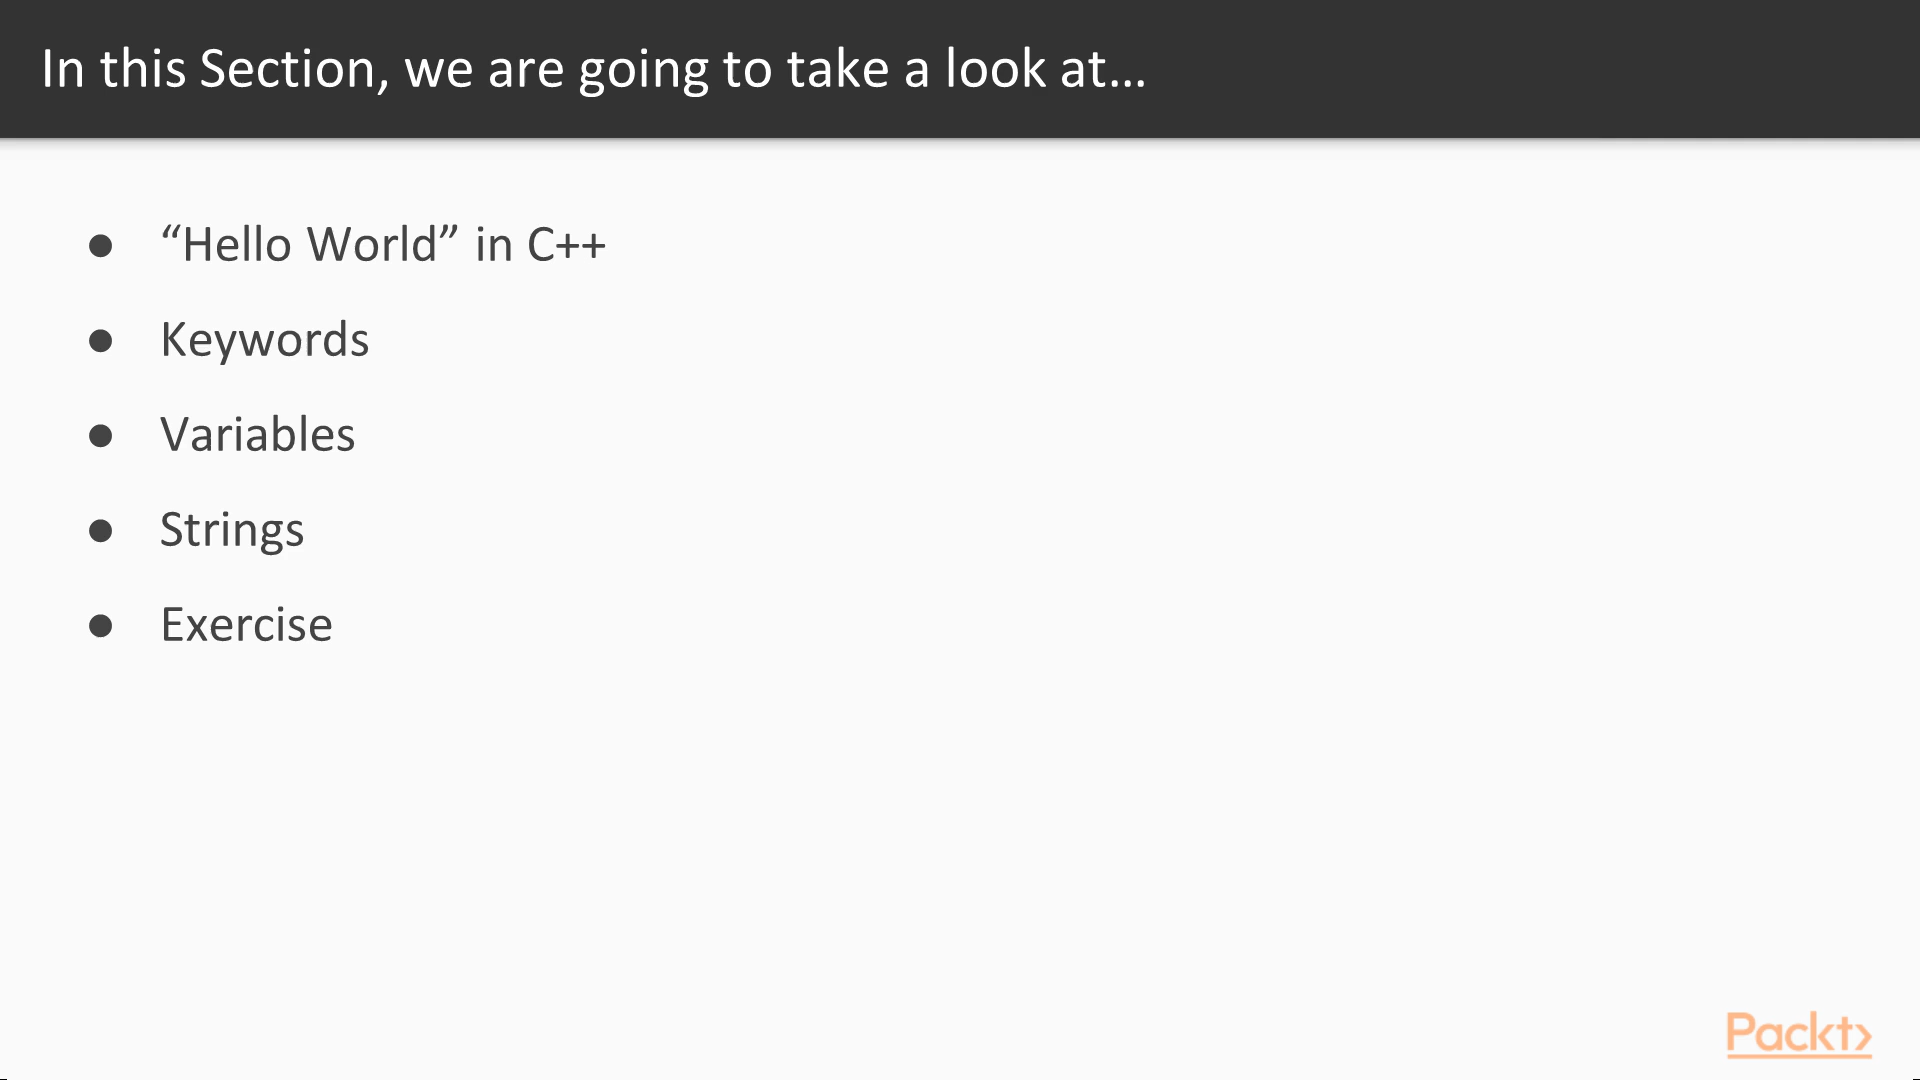 In this Section, we are going to take a look at...
● “Hello World” in C++
● Keywords
● Variables
● Strings
● Exercise
Packt>